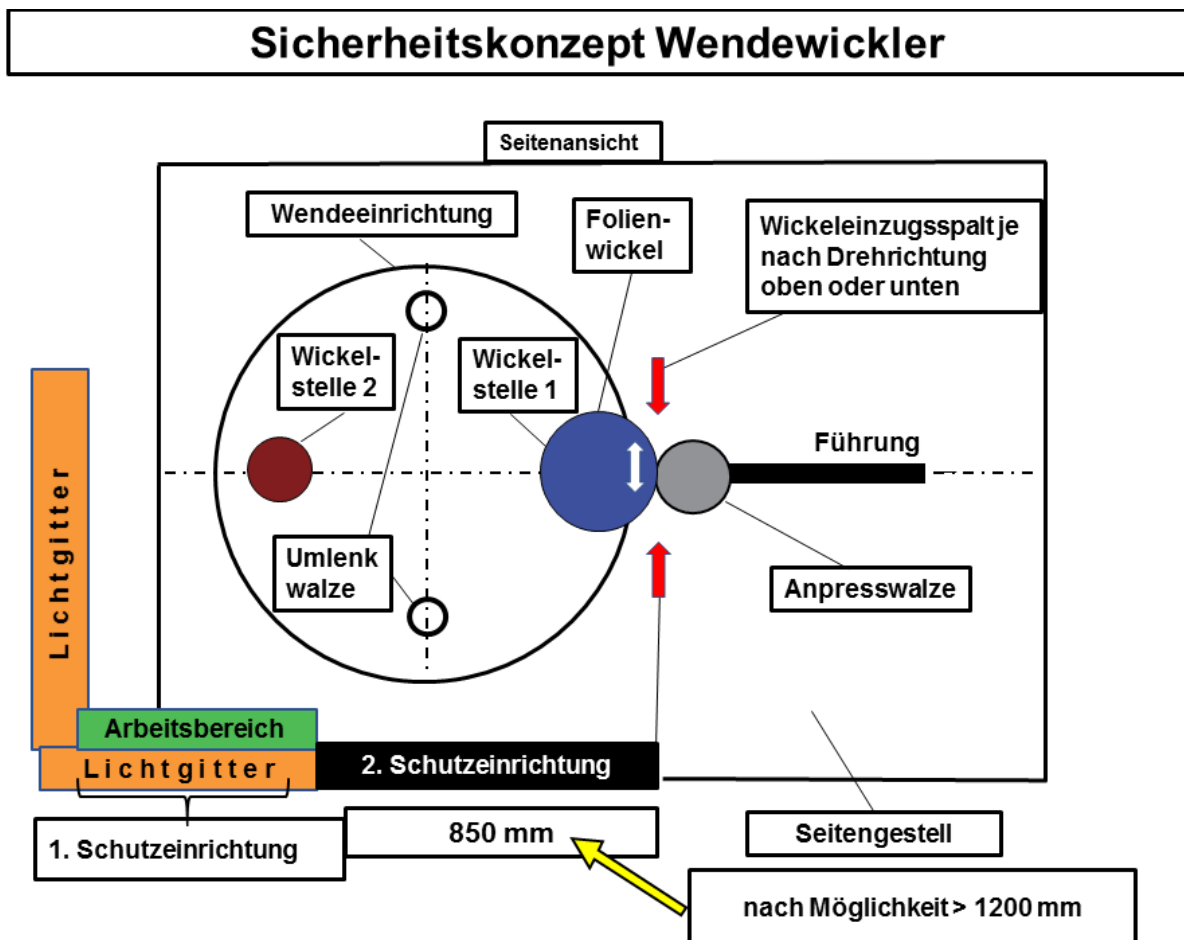 Sicherheitskonzept Wendewickler
Seitenansicht
Wendeeinrichtung
Folien-
wickel
Wickeleinzugsspalt je
nach Drehrichtung
oben oder unten
Wickel-
stelle 2
Wickel-
stelle 1
Führung
Lichtgitter
Umlenk
walze
Anpresswalze
Arbeitsbereich
Lichtgitter
2. Schutzeinrichtung
1. Schutzeinrichtung
850 mm
Seitengestell
nach Möglichkeit > 1200 mm